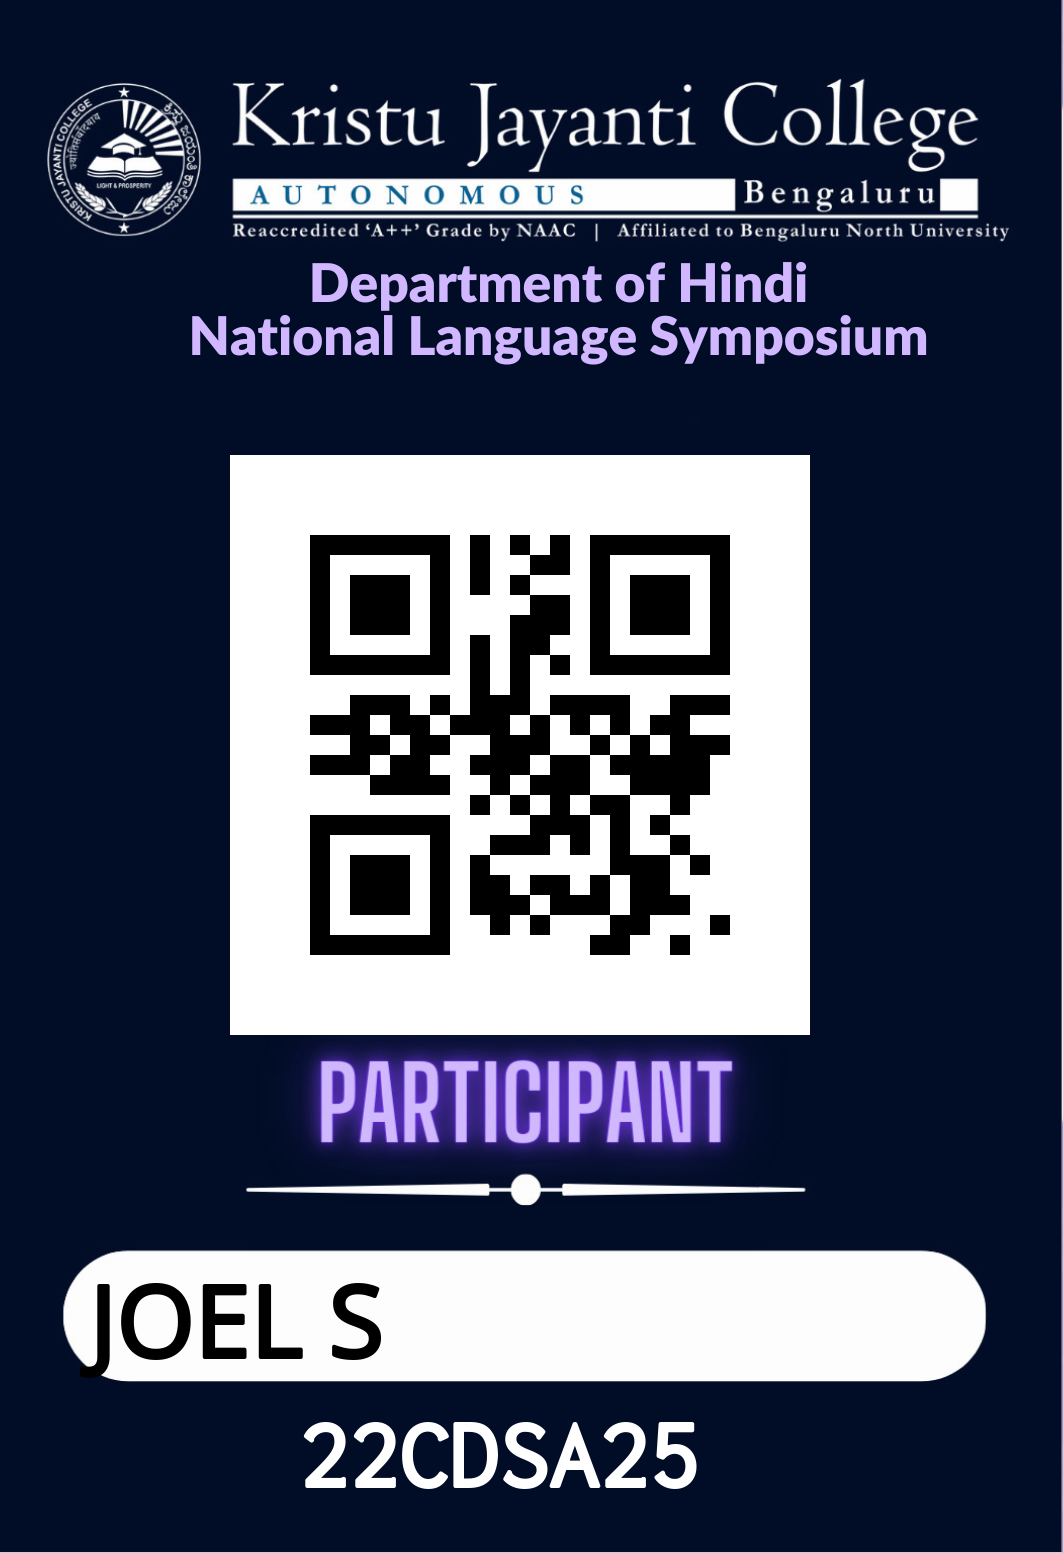 Kristu Jayanti College
AUTONOMOUS Bengaluru
Reaccredited ‘A++’ Grade by NAAC | Affiliated to Bengaluru North University
KRISTU JAYANTI COLLEGE
LIGHT & PROSPERITY
Department of Hindi
National Language Symposium
PARTICIPANT
JOEL S
22CDSA25